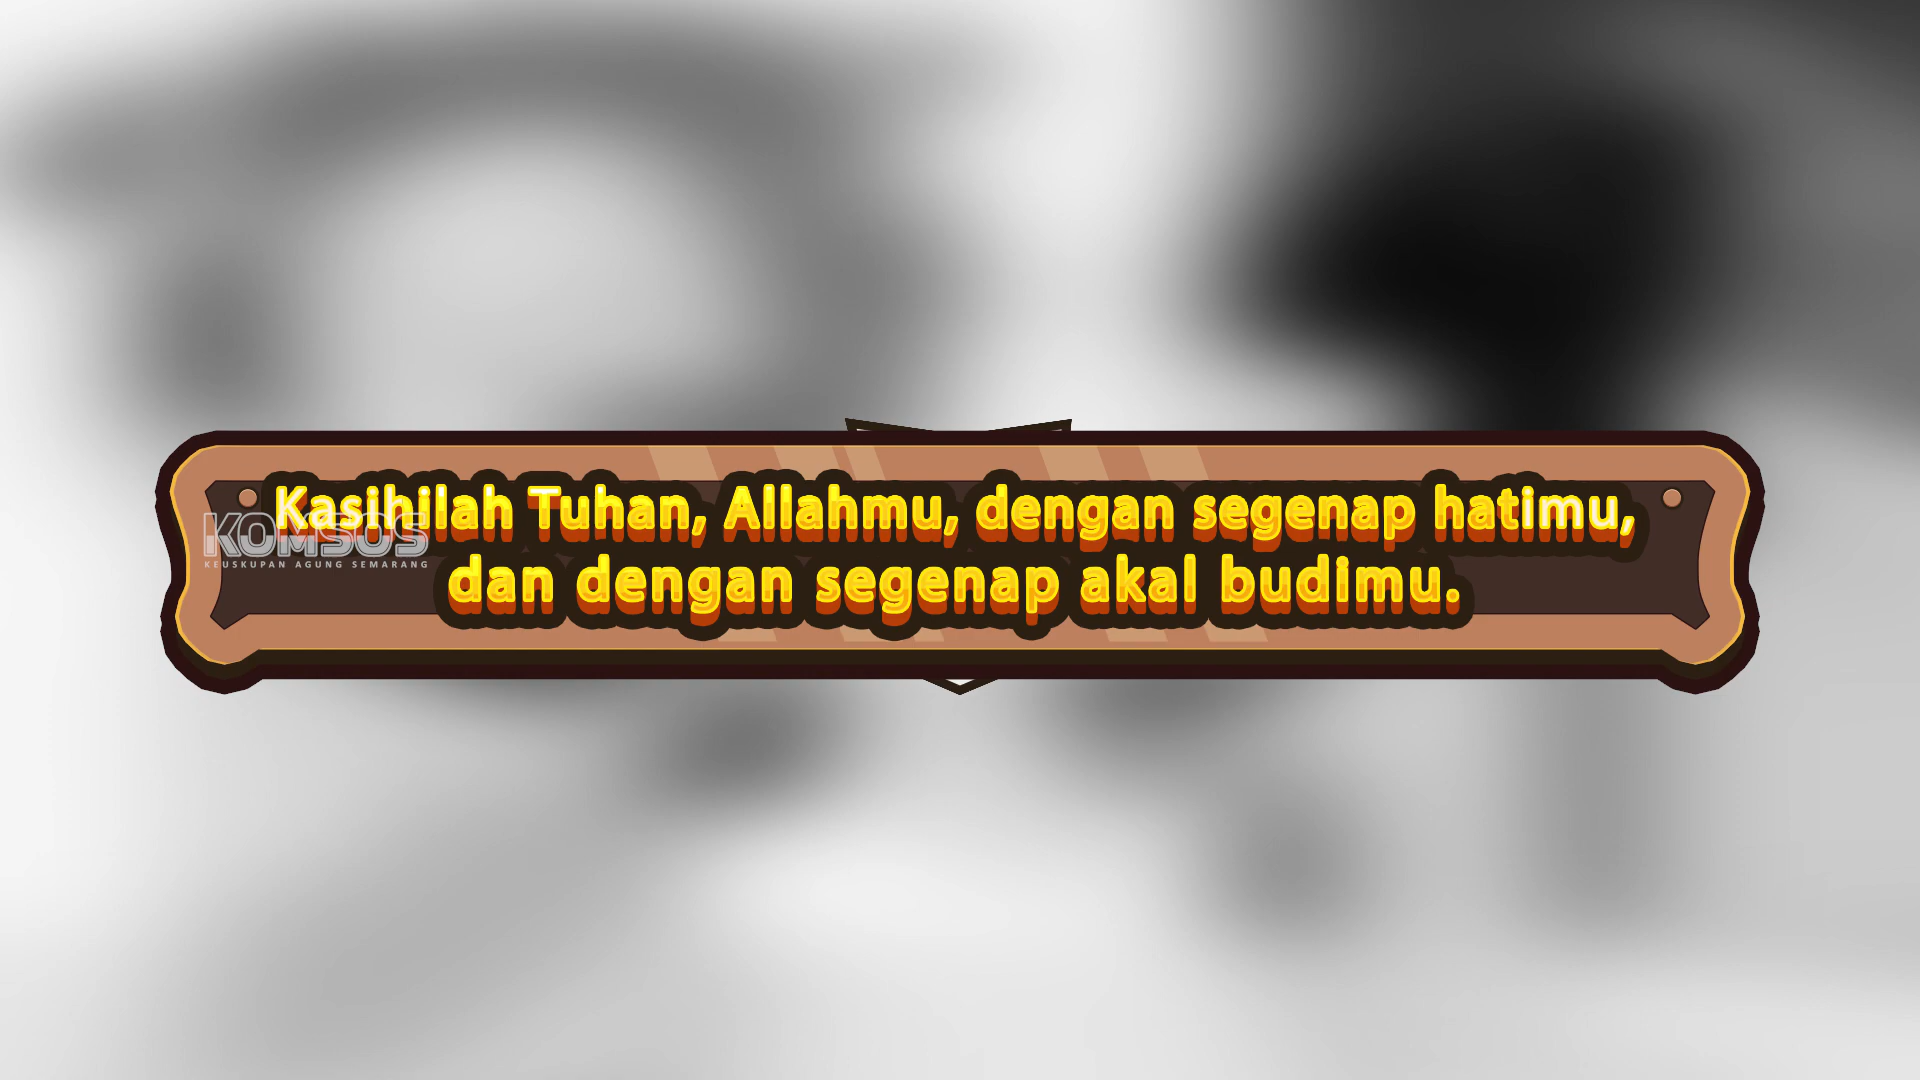 Kasihilah Tuhan, Allahmu, dengan segenap hatimu,
dan dengan segenap akal budimu.
KOMSOS
KEUSKUPAN AGUNG SEMARANG